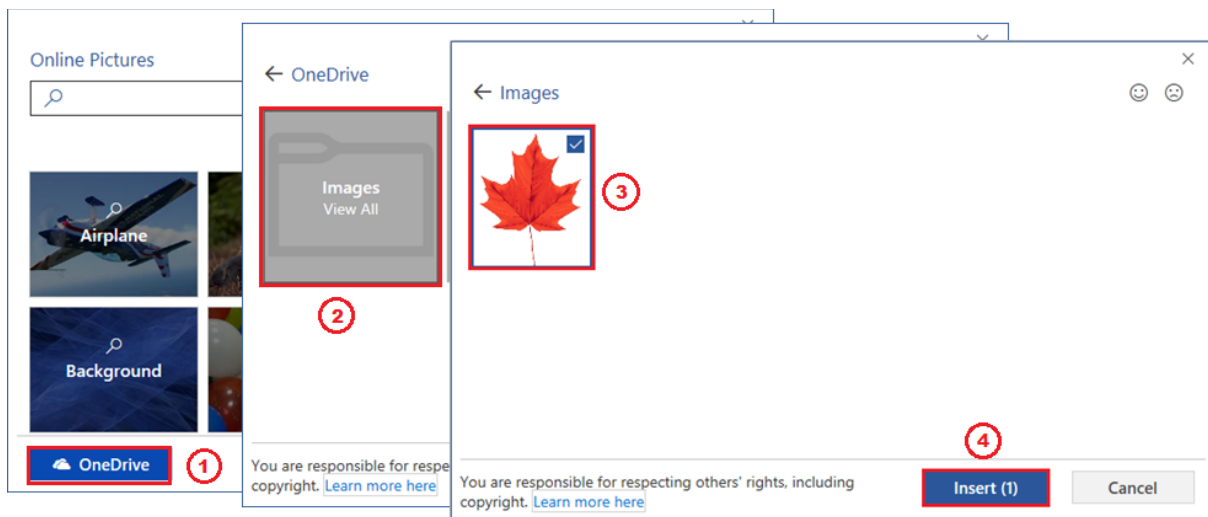 Online Pictures
Airplane
Background
OneDrive
1
← OneDrive
Images
View All
2
You are responsible for respe
copyright. Learn more here
← Images
3
4
You are responsible for respecting others' rights, including
copyright. Learn more here
Insert (1)
Cancel